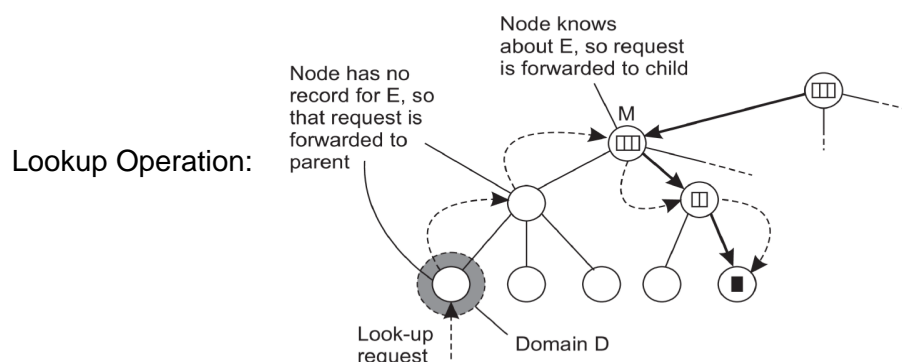 Node knows
about E, so request
is forwarded to child
Node has no
record for E, so
that request is
forwarded to
parent
M
Lookup Operation:
Look-up
request
Domain D